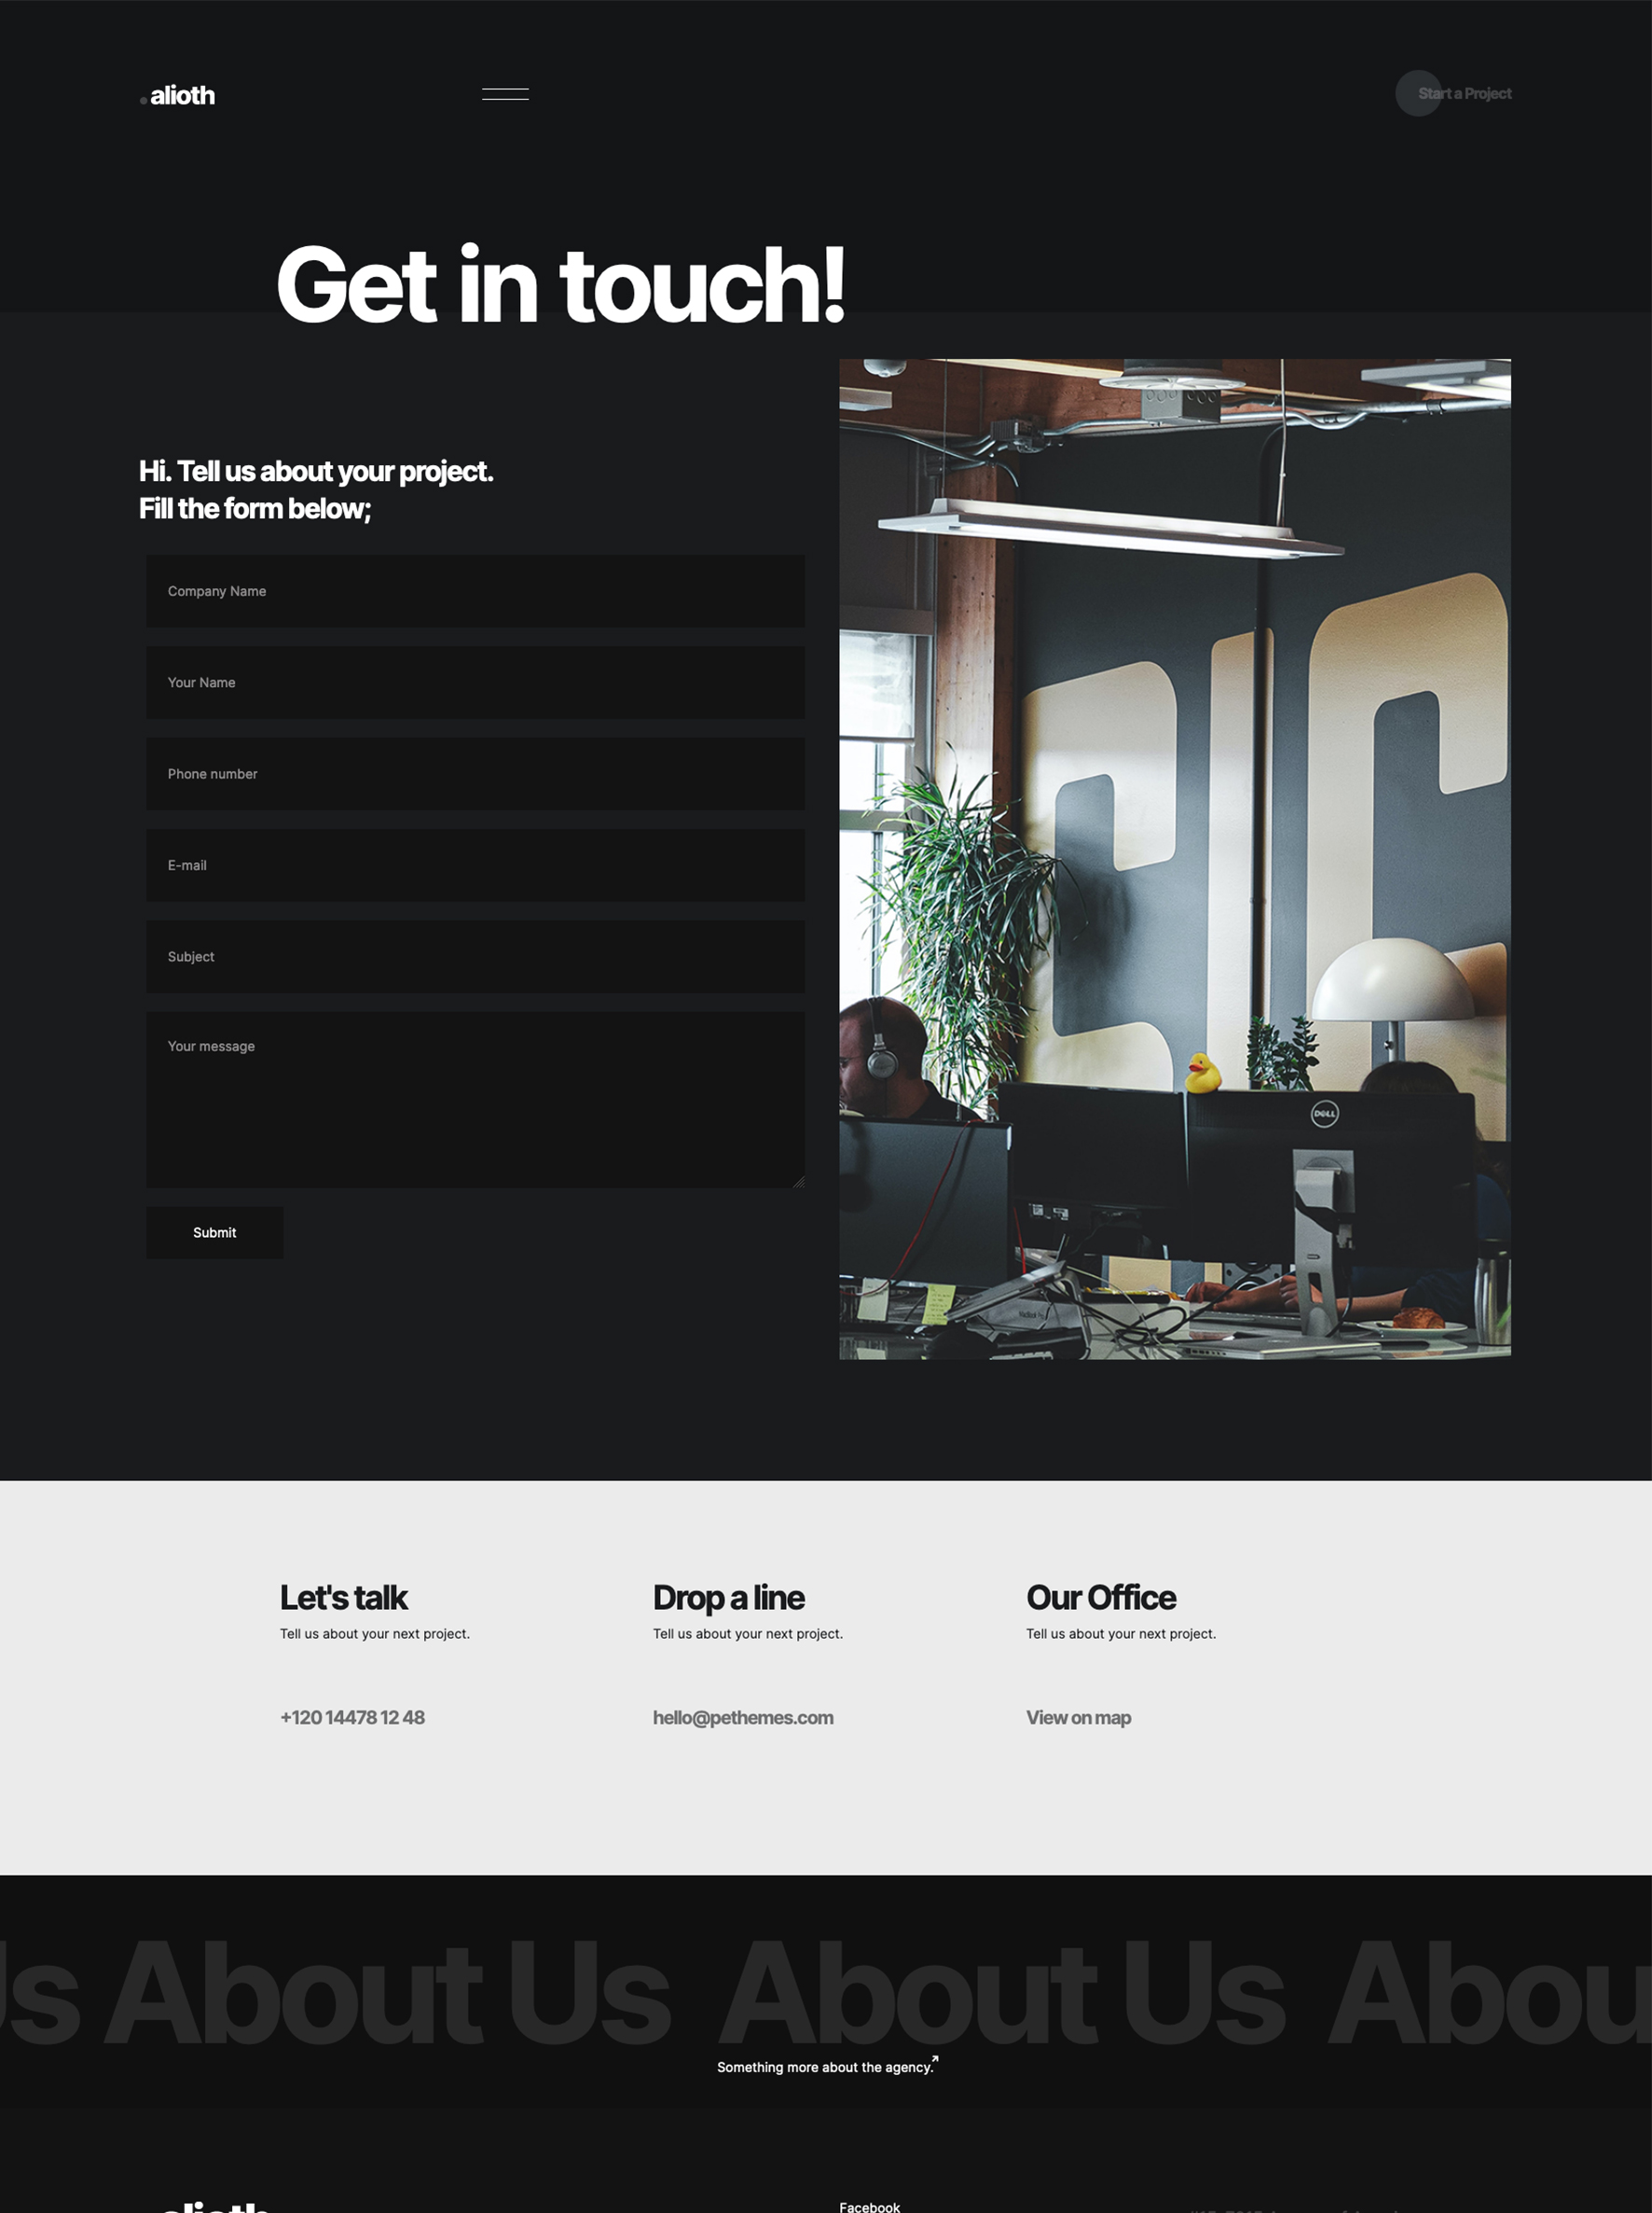 alioth
Start a Project
Get in touch!
Hi. Tell us about your project.
Fill the form below;
Company Name
Your Name
Phone number
E-mail
Subject
Your message
Submit
DELL
Let's talk
Tell us about your next project.
+120 14478 12 48
Drop a line
Tell us about your next project.
hello@pethemes.com
Our Office
Tell us about your next project.
View on map
Us About Us About Us Abou
Something more about the agency.
alioth
Facebook